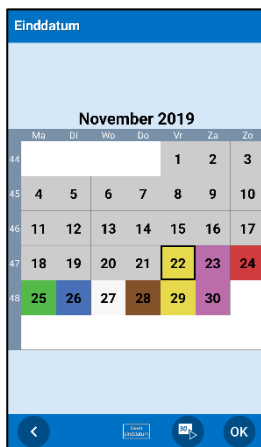 Einddatum
November 2019
Ma Di Wo Do Vr Za Zo
44 1 2 3
45 4 5 6 7 8 9 10
46 11 12 13 14 15 16 17
47 18 19 20 21 22 23 24
48 25 26 27 28 29 30
Geen
einddatum
30
OK